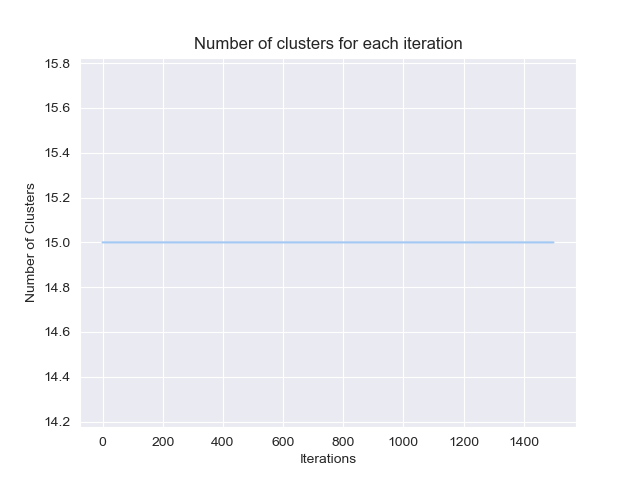 Number of clusters for each iteration
15.8
15.6
15.4
15.2
15.0
14.8
14.6
14.4
14.2
Number of Clusters
0 200 400 600 800 1000 1200 1400
Iterations